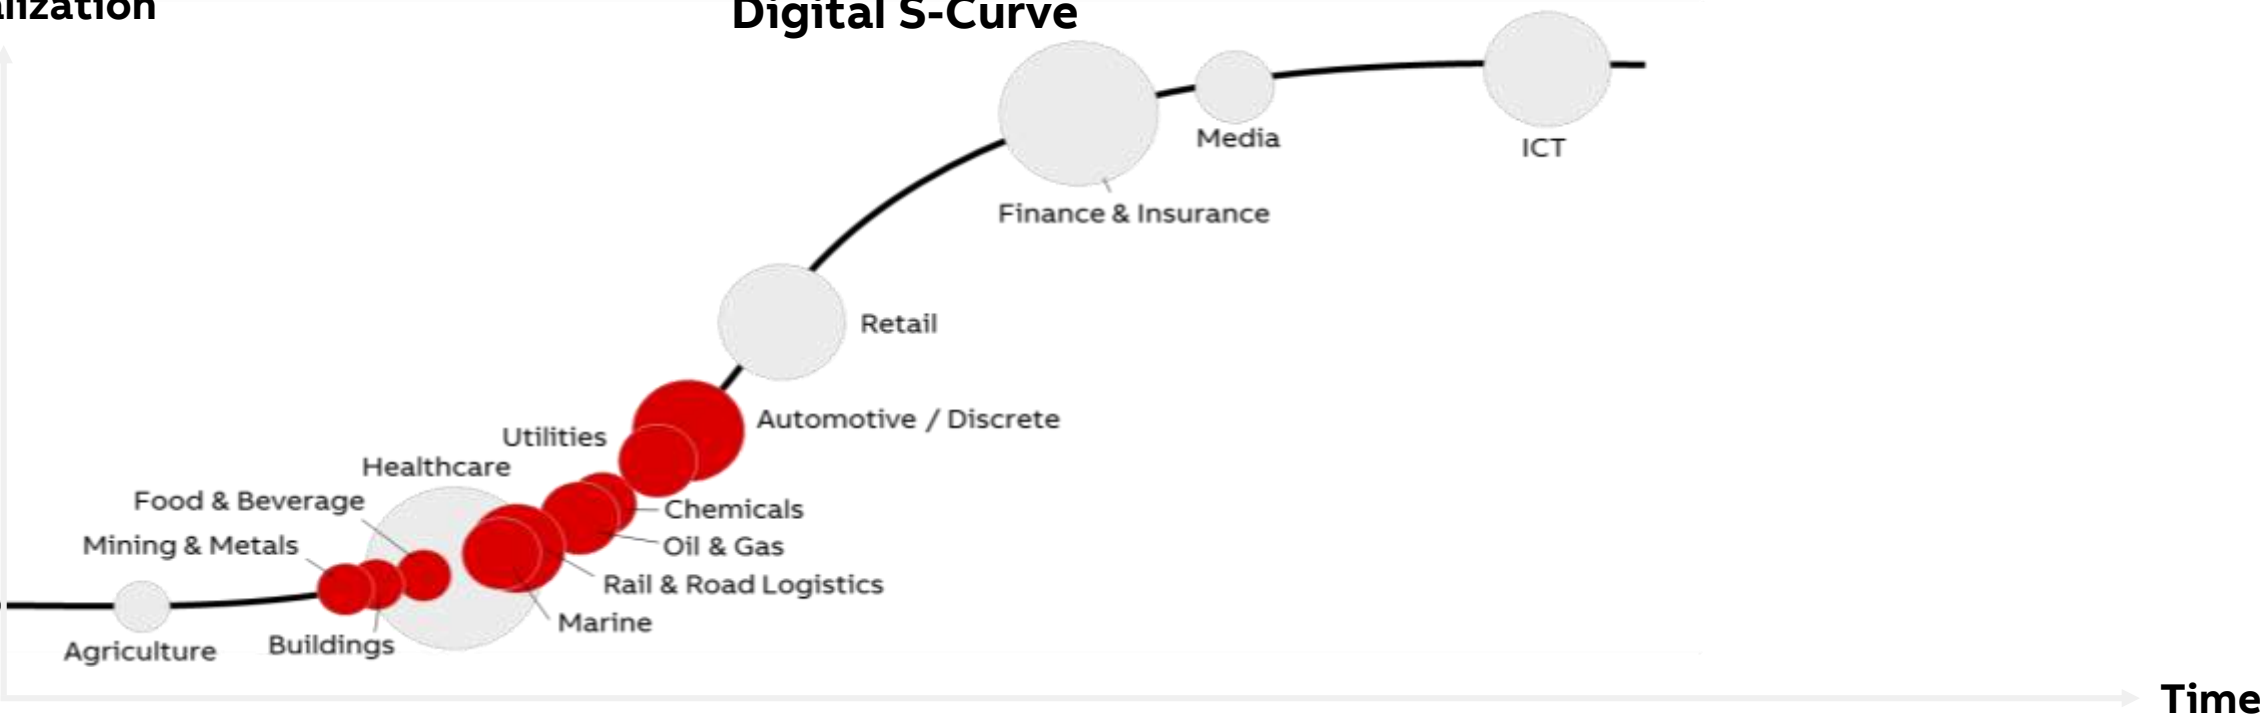 alization
Digital S-Curve
Media
ICT
Finance & Insurance
Retail
Automotive / Discrete
Utilities
Healthcare
Food & Beverage
Chemicals
Mining & Metals
Oil & Gas
Rail & Road Logistics
Marine
Buildings
Agriculture
Time